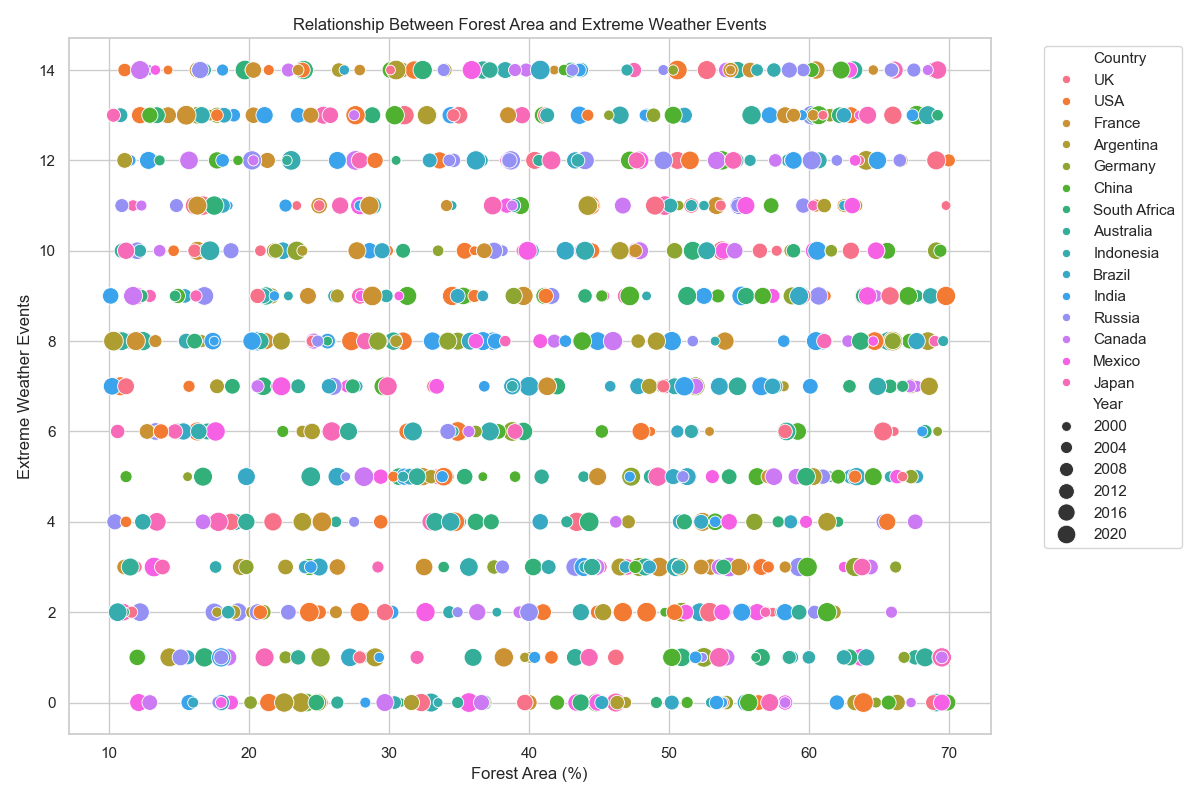 Relationship Between Forest Area and Extreme Weather Events
Extreme Weather Events
14
12
10
8
6
4
2
0
10
20
30
40
50
60
70
Forest Area (%)
Country
UK
USA
France
Argentina
Germany
China
South Africa
Australia
Indonesia
Brazil
India
Russia
Canada
Mexico
Japan
Year
2000
2004
2008
2012
2016
2020